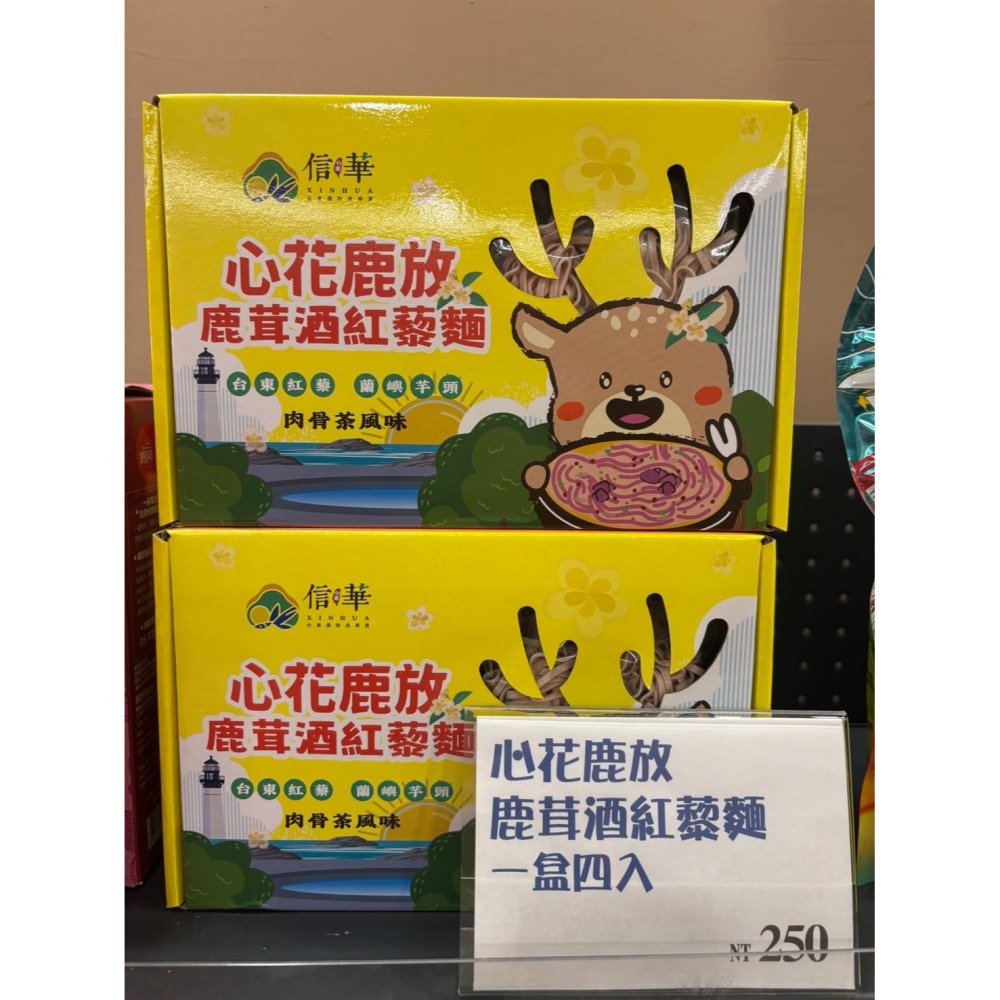 信華
XINHUA
心花鹿放
鹿茸酒紅藜麵
台東紅藜 蘭嶼芋頭
肉骨茶風味
信華
XINHUA
心花鹿放
鹿茸酒紅藜麵
台東紅藜 蘭嶼芋頭
肉骨茶風味
心花鹿放
鹿茸酒紅藜麵
一盒四入
NT 250